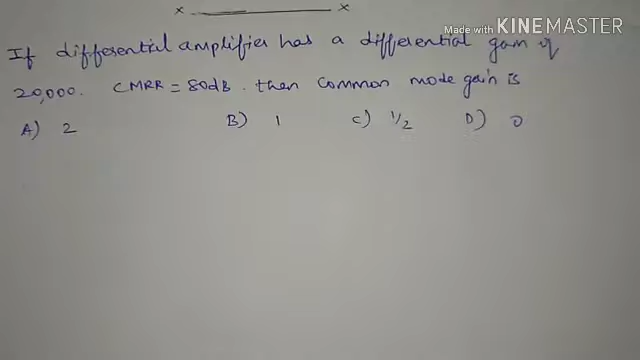 Made with KINEMASTER
If differential amplifier has a differential gain of
20,000. CMRR = 80dB. then common mode gain is
A) 2 B) 1 C) 1/2 D) 0